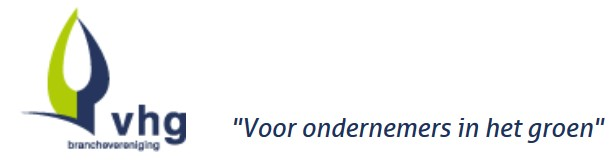 vhg
branchevereniging
"Voor ondernemers in het groen"